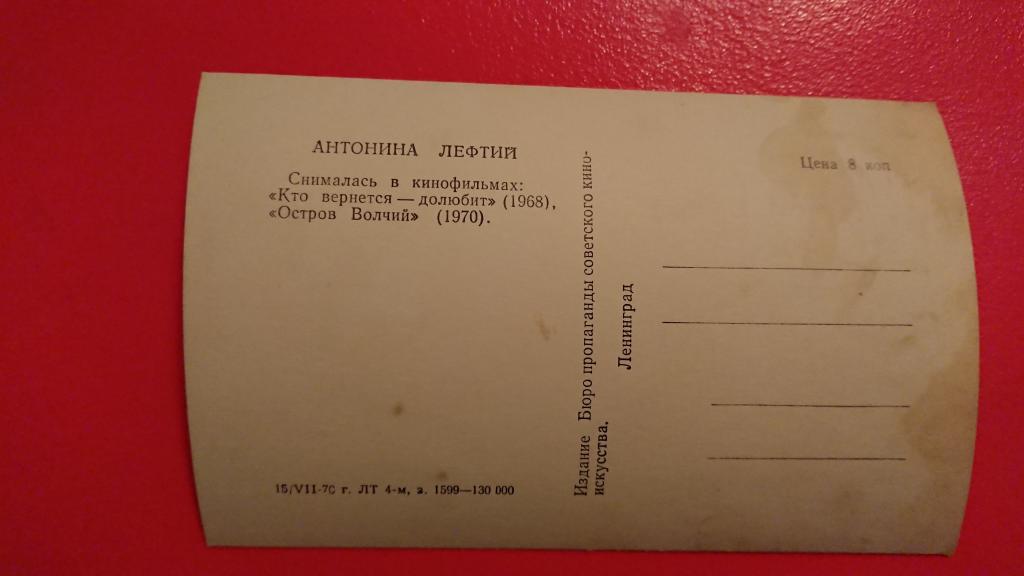 АНТОНИНА ЛЕФТИЙ
Снималась в кинофильмах:
«Кто вернется — долюбит» (1968),
«Остров Волчий» (1970).
15/VII-70 г. ЛТ 4-м, з. 1599—130 000
Издание Бюро пропаганды советского кино-
искусства.
Ленинград
Цена 8 коп